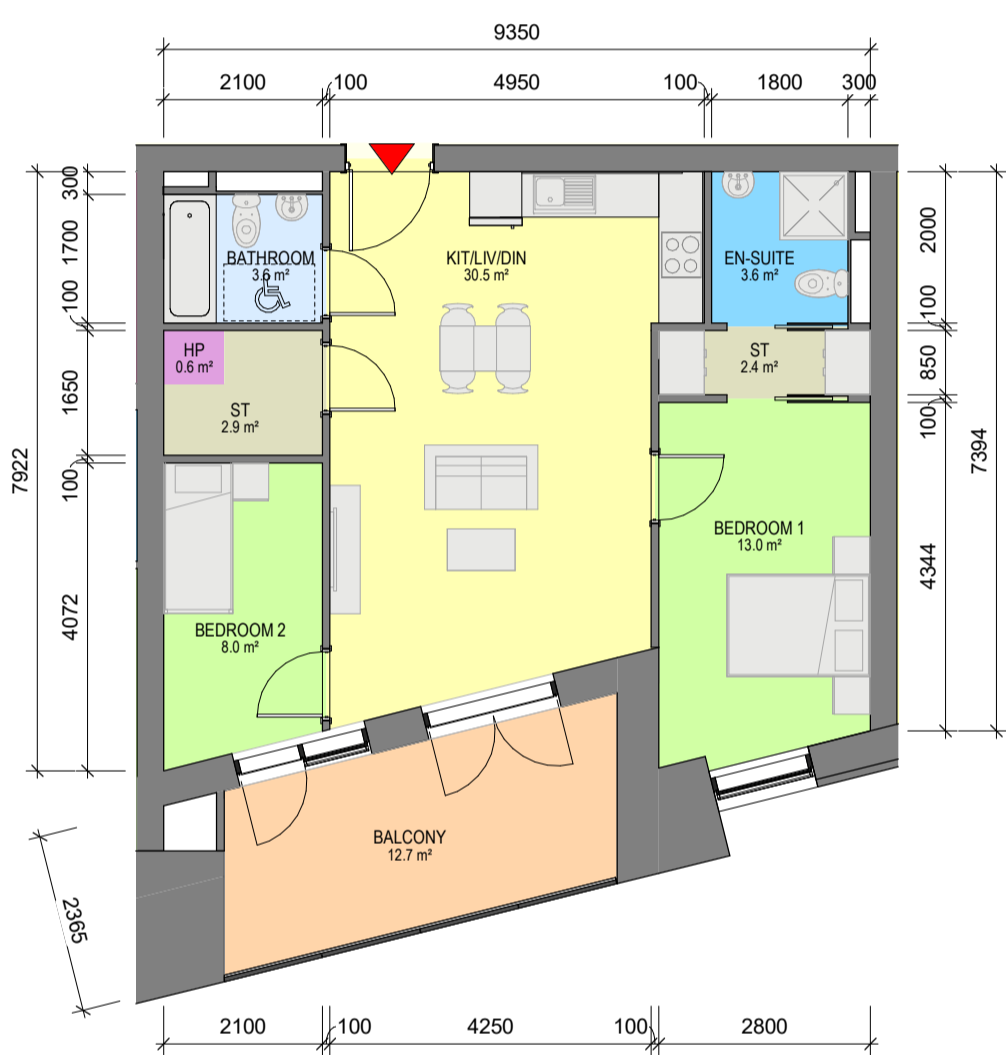 9350
2100
100
4950
100
1800
300
300
1700
100
1650
100
4072
7922
2000
100
850
100
4344
7394
BATHROOM
3.6 m²
KIT/LIV/DIN
30.5 m²
EN-SUITE
3.6 m²
HP
0.6 m²
ST
2.9 m²
ST
2.4 m²
BEDROOM 1
13.0 m²
BEDROOM 2
8.0 m²
BALCONY
12.7 m²
2365
2100
100
4250
100
2800